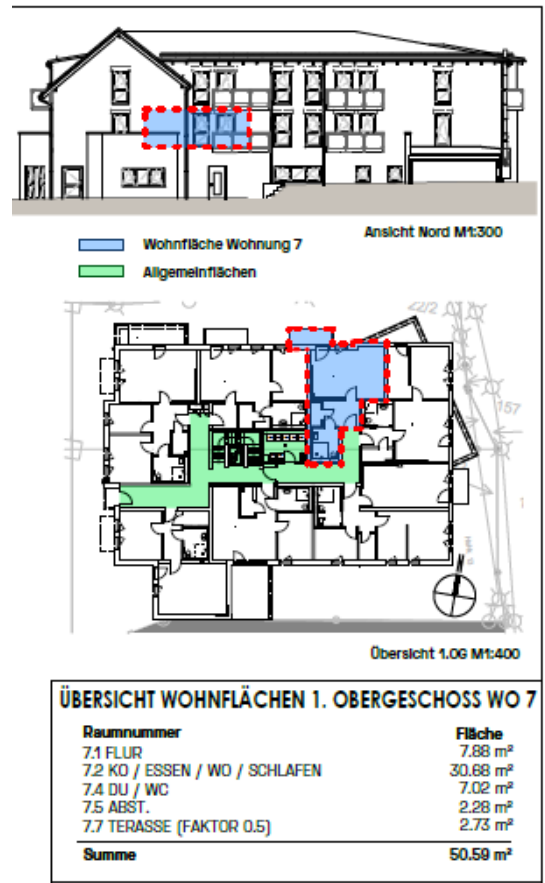 Ansicht Nord M1:300
Wohnfläche Wohnung 7
Allgemeinflächen
22/2
157
Übersicht 1.OG M1:400
ÜBERSICHT WOHNFLÄCHEN 1. OBERGESCHOSS WO 7
Raumnummer Fläche
7.1 FLUR 7.88 m²
7.2 KO / ESSEN / WO / SCHLAFEN 30.68 m²
7.4 DU / WC 7.02 m²
7.5 ABST. 2.28 m²
7.7 TERASSE (FAKTOR 0.5) 2.73 m²
Summe 50.59 m²